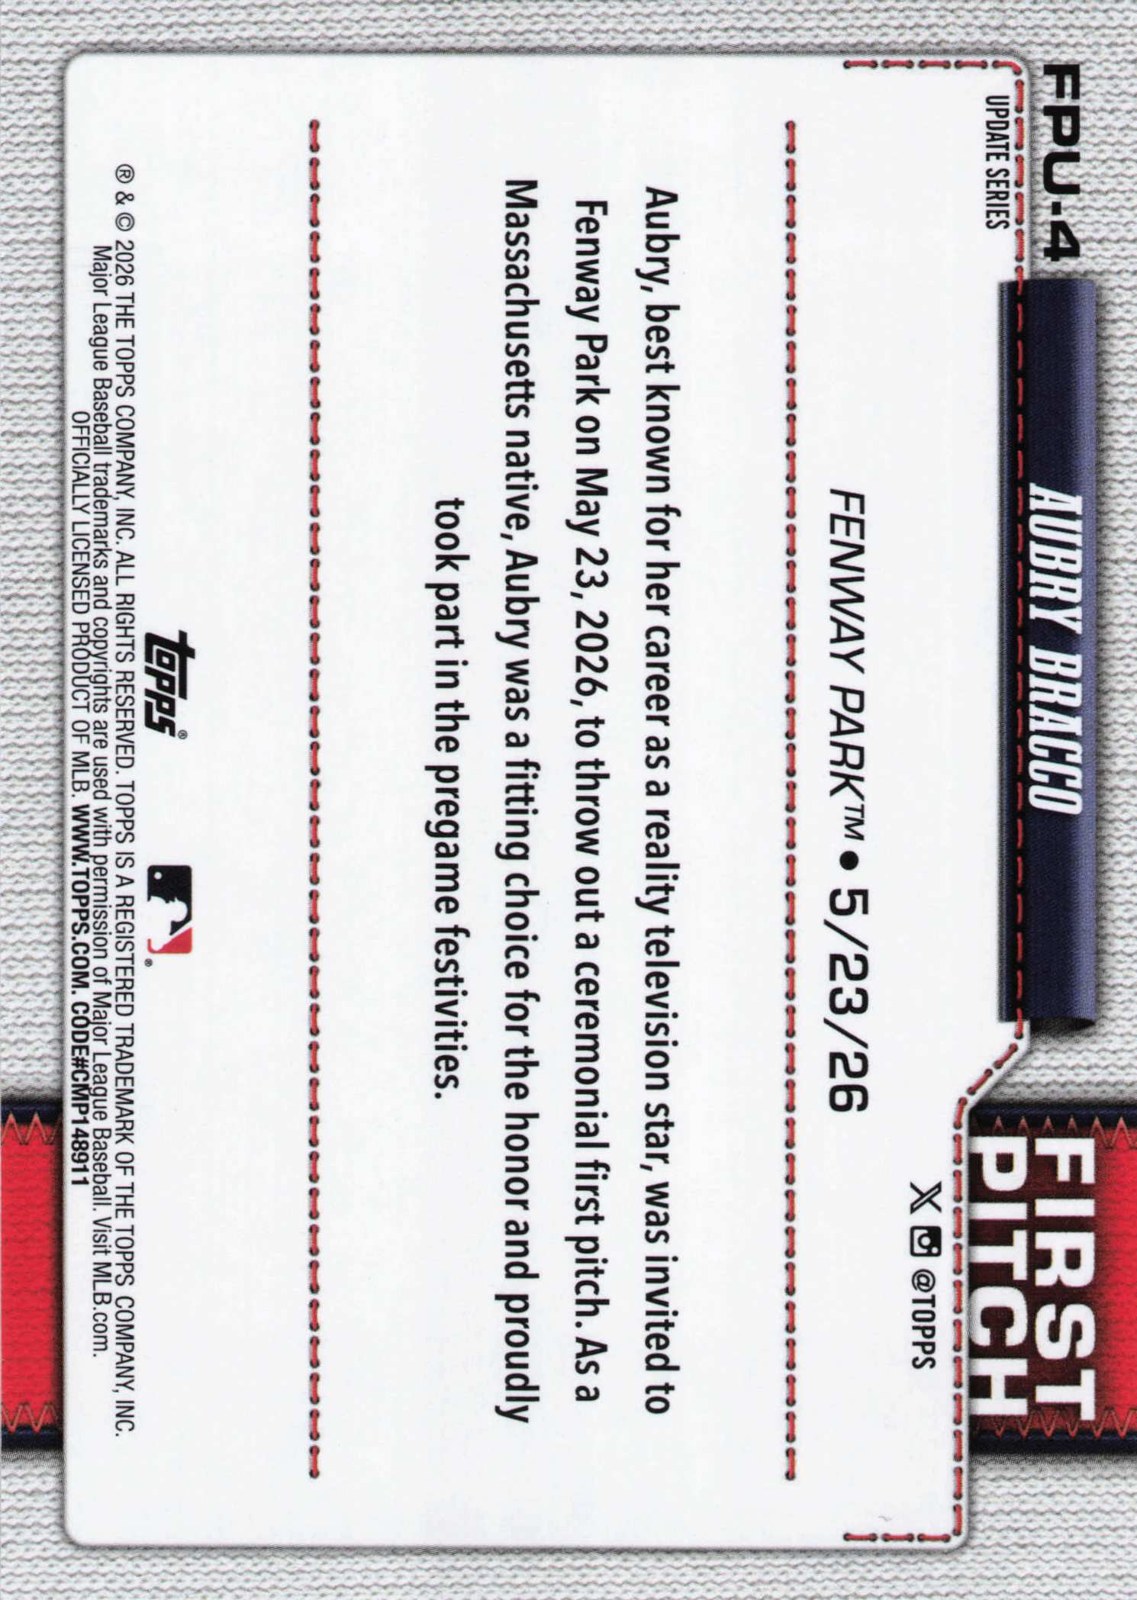 FPU-4
AUBRY BRACCO
FIRST
PITCH
UPDATE SERIES
X @TOPPS
FENWAY PARK™ • 5/23/26
Aubry, best known for her career as a reality television star, was invited to
Fenway Park on May 23, 2026, to throw out a ceremonial first pitch. As a
Massachusetts native, Aubry was a fitting choice for the honor and proudly
took part in the pregame festivities.
topps®
®
® & © 2026 THE TOPPS COMPANY, INC. ALL RIGHTS RESERVED. TOPPS IS A REGISTERED TRADEMARK OF THE TOPPS COMPANY, INC.
Major League Baseball trademarks and copyrights are used with permission of Major League Baseball. Visit MLB.com.
OFFICIALLY LICENSED PRODUCT OF MLB. WWW.TOPPS.COM. CODE#CMP148911